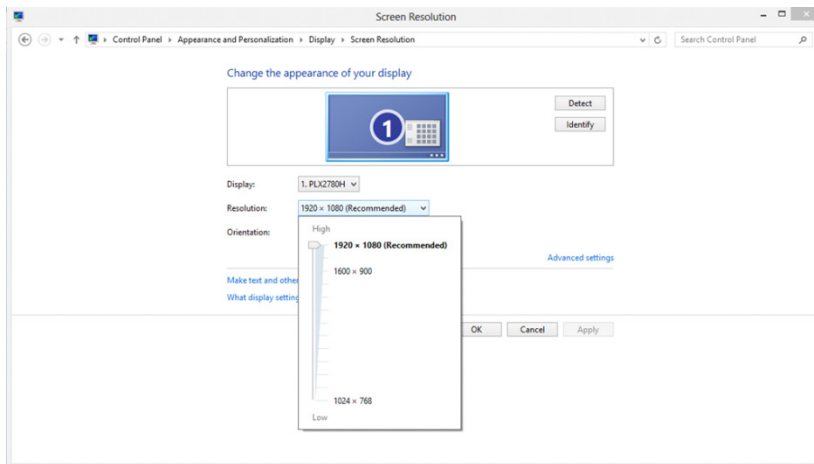 Screen Resolution
Control Panel Appearance and Personalization Display Screen Resolution
Search Control Panel
Change the appearance of your display
1
Detect
Identify
Display: 1. PLX2780H
Resolution: 1920 × 1080 (Recommended)
Orientation:
High
1920 × 1080 (Recommended)
1600 × 900
1024 × 768
Low
Advanced settings
Make text and other
What display setting
OK Cancel Apply